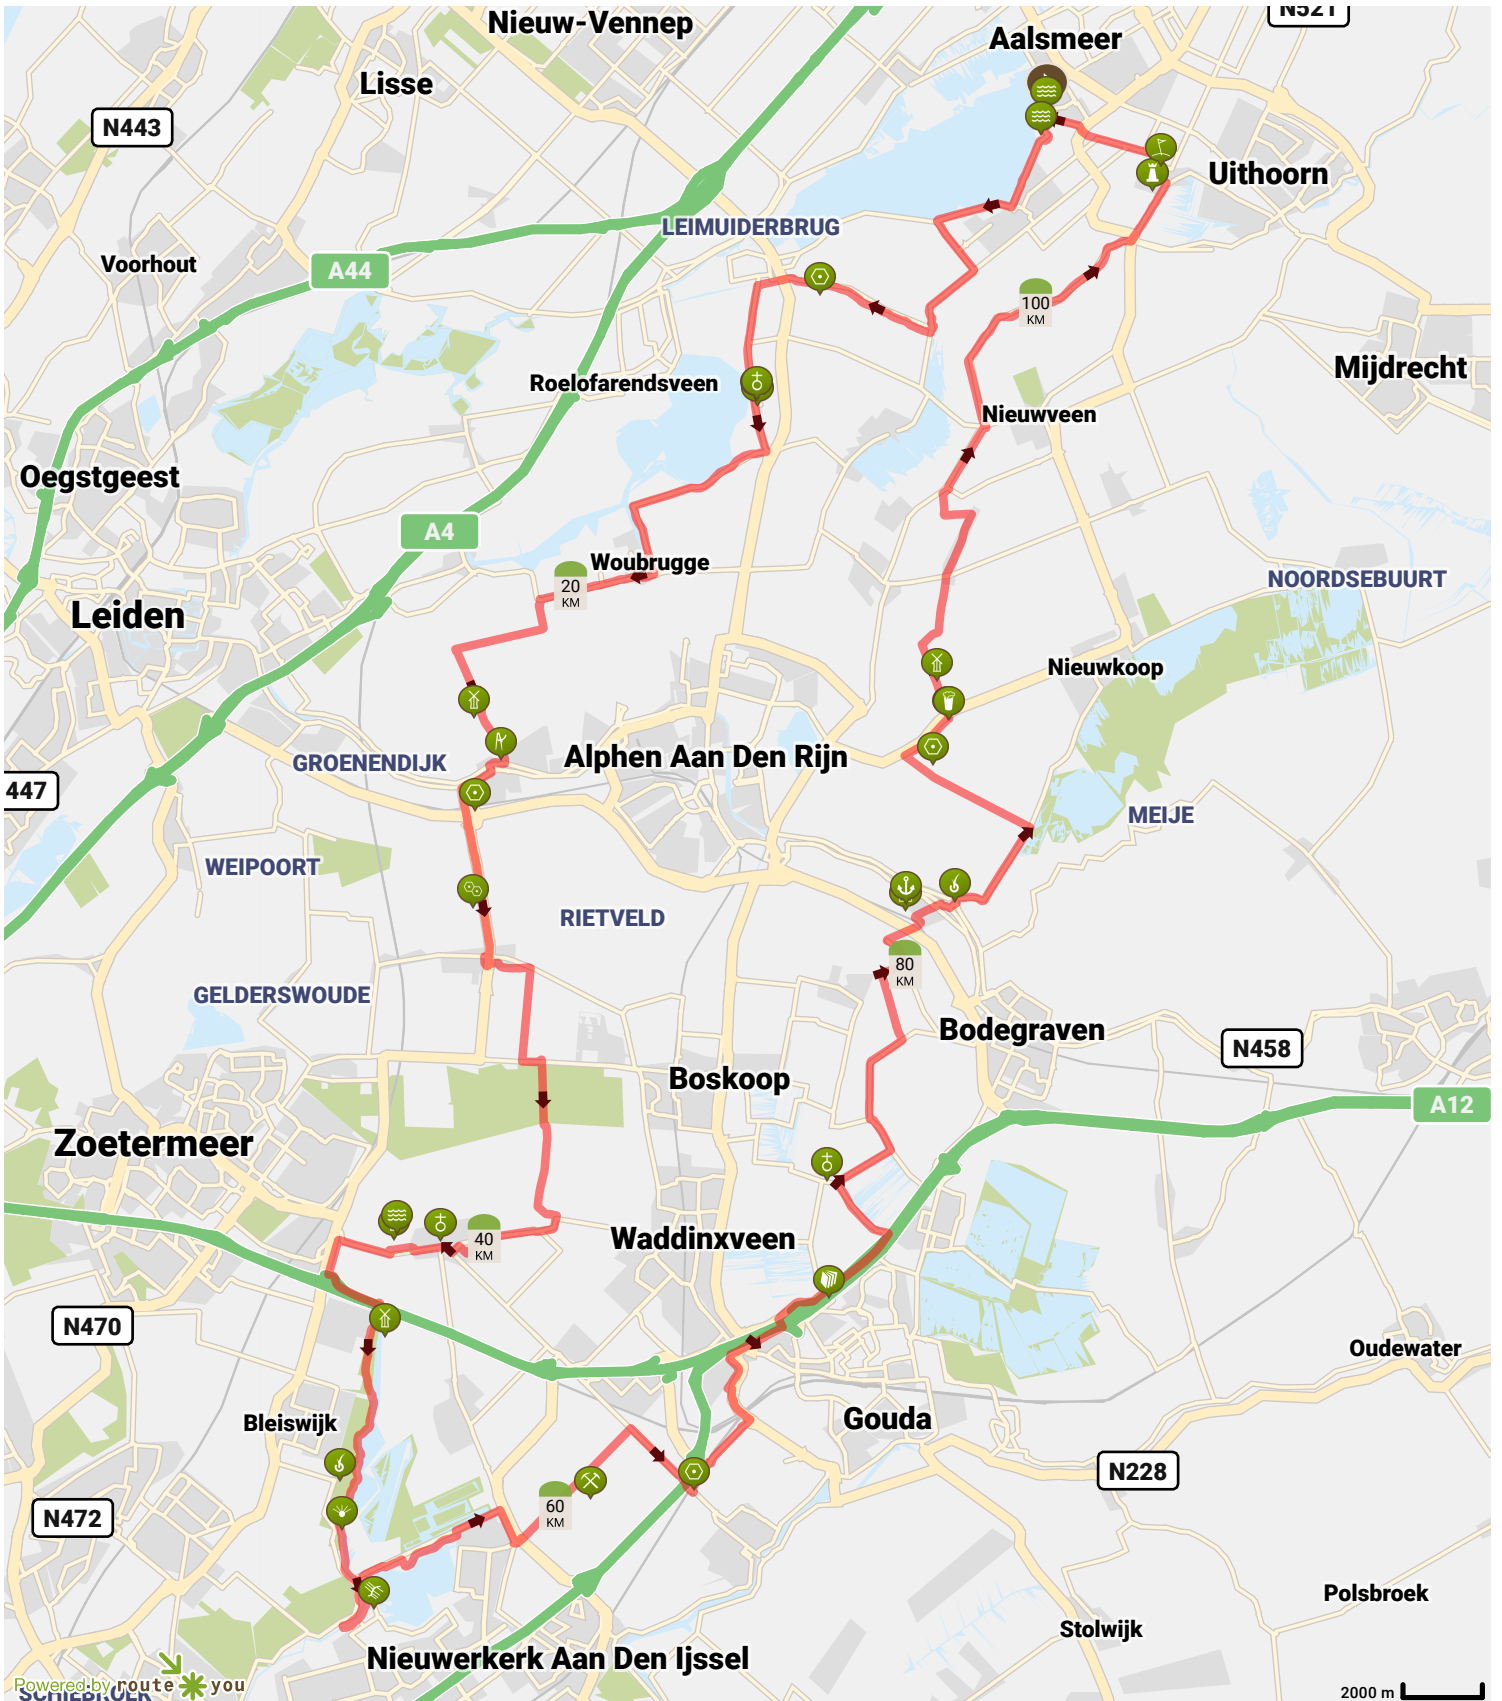 N521
Nieuw-Vennep
Aalsmeer
Lisse
N443
Uithoorn
LEIMUIDERBRUG
Voorhout
A44
100
KM
Mijdrecht
Roelofarendsveen
Nieuwveen
Oegstgeest
A4
Woubrugge
20
KM
NOORDSEBUURT
Leiden
Nieuwkoop
GROENENDIJK
Alphen Aan Den Rijn
447
MEIJE
WEIPOORT
RIETVELD
80
KM
GELDERSWOUDE
Bodegraven
N458
Boskoop
A12
Zoetermeer
Waddinxveen
40
KM
N470
Oudewater
Bleiswijk
Gouda
N228
60
KM
N472
Polsbroek
Stolwijk
Nieuwerkerk Aan Den Ijssel
Powered by route you
SCHIEBROEK
2000 m